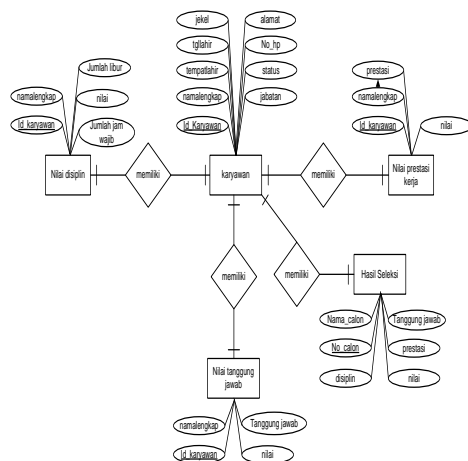 jekel
alamat
tgllahir
No_hp
tempatlahir
status
namalengkap
jabatan
Id_Karyawan
Jumlah libur
namalengkap
nilai
Id_karyawan
Jumlah jam
wajib
prestasi
namalengkap
Id_karyawan
nilai
Nilai disiplin
memiliki
karyawan
memiliki
Nilai prestasi
kerja
memiliki
memiliki
Hasil Seleksi
Nama_calon
Tanggung jawab
No_calon
prestasi
disiplin
nilai
Nilai tanggung
jawab
namalengkap
Tanggung jawab
Id_karyawan
nilai